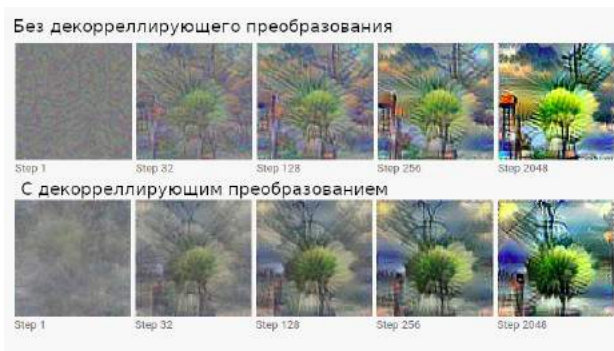 Без декорреллирующего преобразования
Step 1 Step 32 Step 128 Step 256 Step 2048
С декорреллирующим преобразованием
Step 1 Step 32 Step 128 Step 256 Step 2048